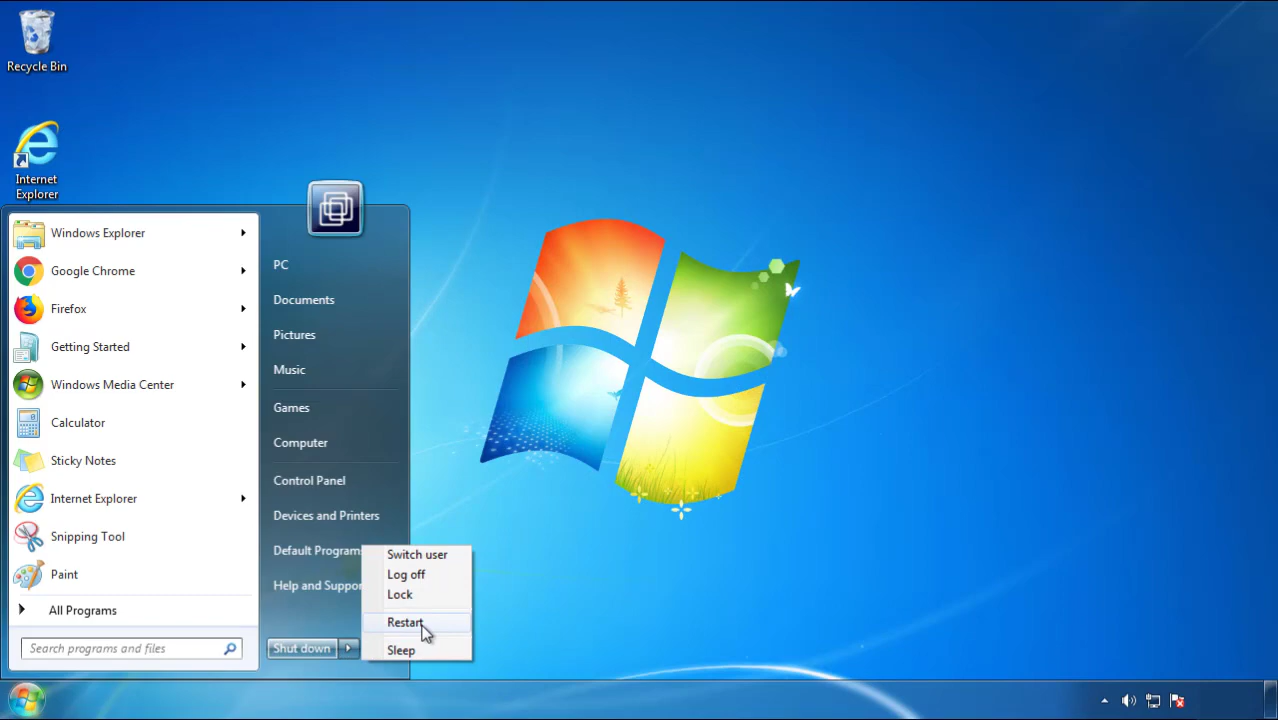 Recycle Bin
Internet
Explorer
Windows Explorer
Google Chrome
Firefox
Getting Started
Windows Media Center
Calculator
Sticky Notes
Internet Explorer
Snipping Tool
Paint
All Programs
Search programs and files
PC
Documents
Pictures
Music
Games
Computer
Control Panel
Devices and Printers
Default Program
Help and Suppor
Shut down
Switch user
Log off
Lock
Restart
Sleep